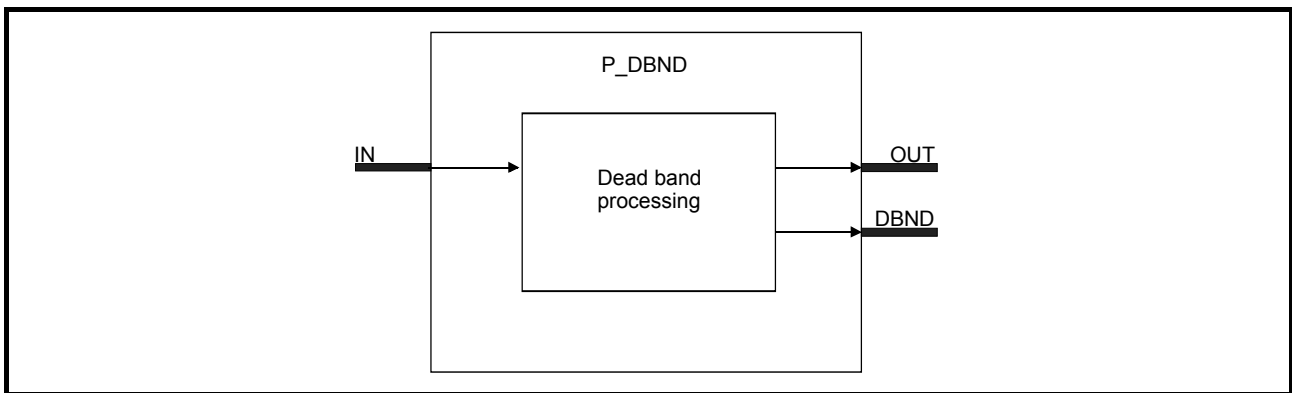 P_DBND
IN
OUT
Dead band
processing
DBND